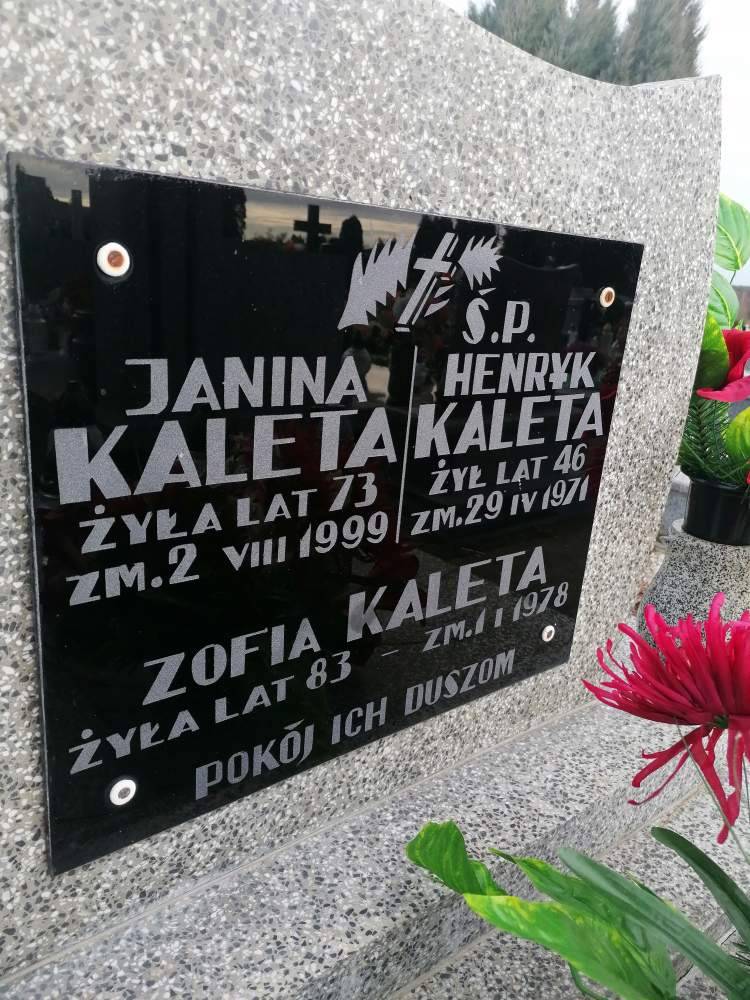 JANINA
KALETA
ŻYŁA LAT 73
ZM. 2 VIII 1999
Ś.P.
HENRYK
KALETA
ŻYŁ LAT 46
ZM. 29 IV 1971
ZOFIA KALETA
ŻYŁA LAT 83 – ZM. 1 I 1978
POKÓJ ICH DUSZOM